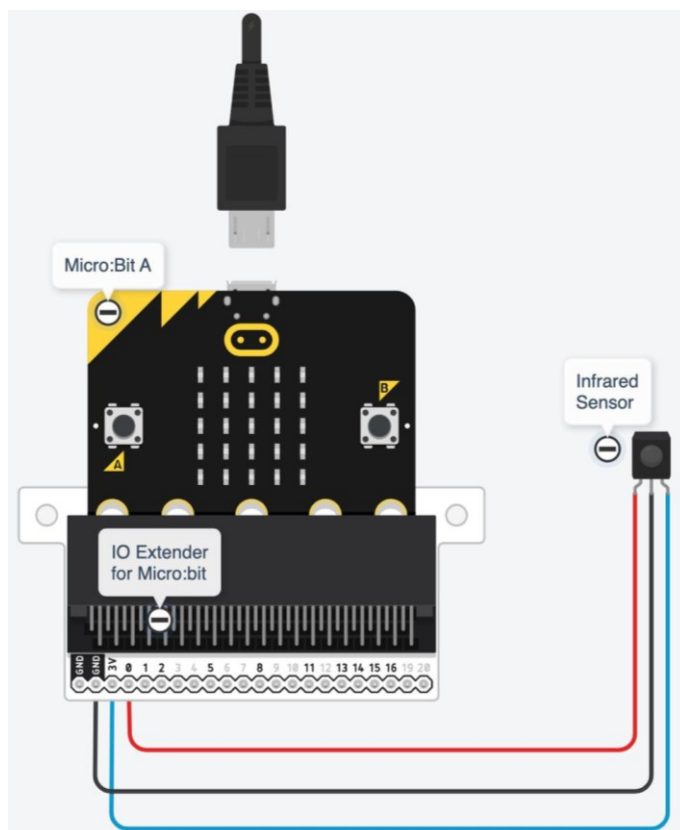 Micro:Bit A
B
Infrared
Sensor
A
IO Extender
for Micro:bit
GND GND 3V 0 1 2 3 4 5 6 7 8 9 10 11 12 13 14 15 16 19 20